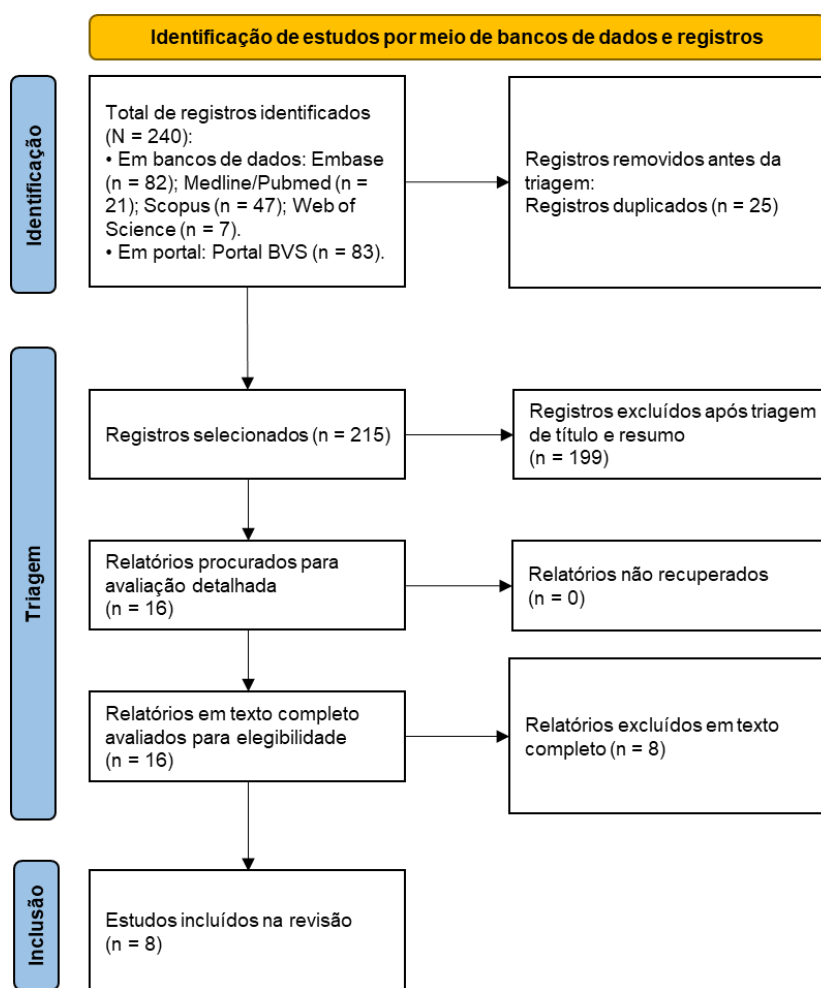 Identificação de estudos por meio de bancos de dados e registros
Identificação
Total de registros identificados
(N = 240):
• Em bancos de dados: Embase
(n = 82); Medline/Pubmed (n =
21); Scopus (n = 47); Web of
Science (n = 7).
• Em portal: Portal BVS (n = 83).
Registros removidos antes da
triagem:
Registros duplicados (n = 25)
Triagem
Registros selecionados (n = 215)
Registros excluídos após triagem
de título e resumo
(n = 199)
Relatórios procurados para
avaliação detalhada
(n = 16)
Relatórios não recuperados
(n = 0)
Relatórios em texto completo
avaliados para elegibilidade
(n = 16)
Relatórios excluídos em texto
completo (n = 8)
Inclusão
Estudos incluídos na revisão
(n = 8)